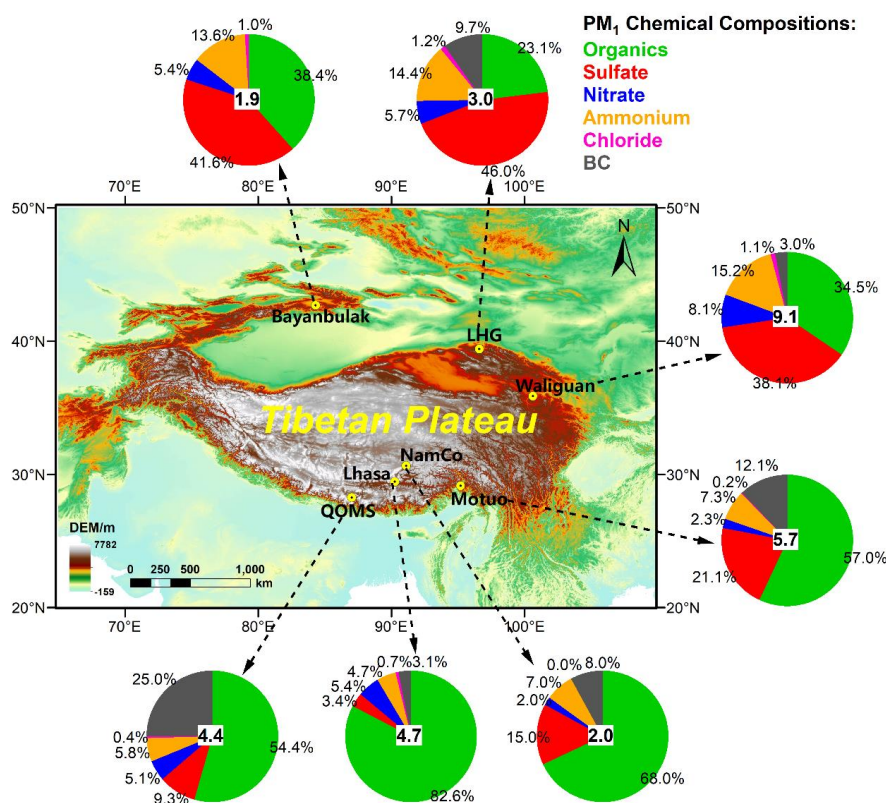 PM₁ Chemical Compositions:
Organics
Sulfate
Nitrate
Ammonium
Chloride
BC
1.0%
13.6%
5.4%
38.4%
1.9
41.6%
9.7%
1.2%
14.4%
5.7%
23.1%
3.0
46.0%
70°E 80°E 90°E 100°E
50°N 50°N
40°N 40°N
30°N 30°N
20°N 20°N
70°E 80°E 90°E 100°E
N
Bayanbulak
LHG
Waliguan
Tibetan Plateau
NamCo
Lhasa
Motuo
QOMS
DEM/m
7782
-159
0 250 500 1,000
km
1.1% 3.0%
15.2%
34.5%
8.1%
9.1
38.1%
12.1%
0.2%
7.3%
2.3%
5.7
57.0%
21.1%
25.0%
0.4%
5.8%
5.1%
4.4
54.4%
9.3%
0.7% 3.1%
4.7%
5.4%
3.4%
4.7
82.6%
0.0% 8.0%
7.0%
2.0%
15.0%
2.0
68.0%